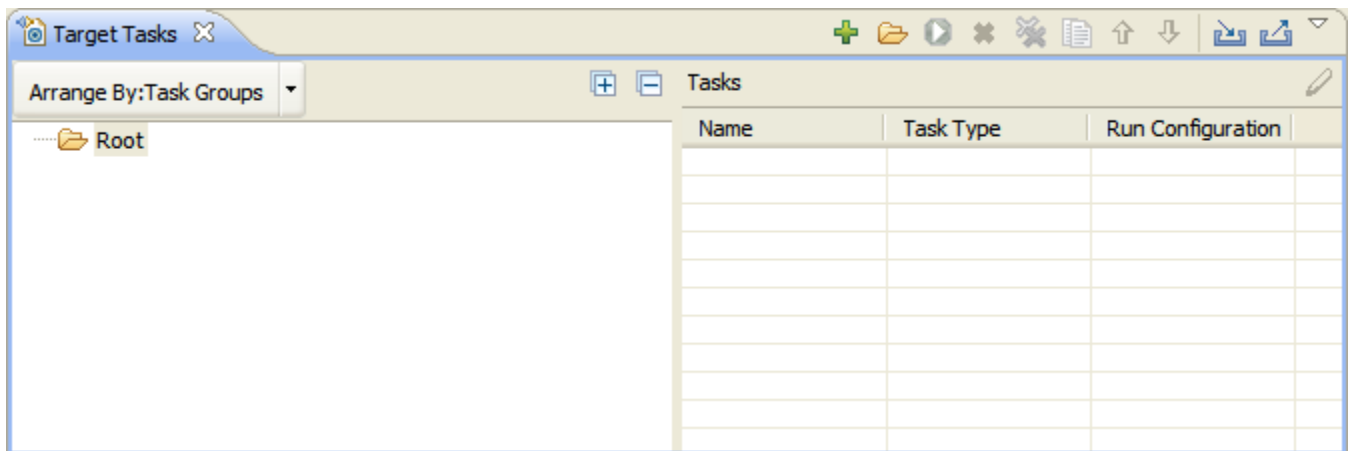 Target Tasks
Arrange By:Task Groups
Root
Tasks
Name Task Type Run Configuration